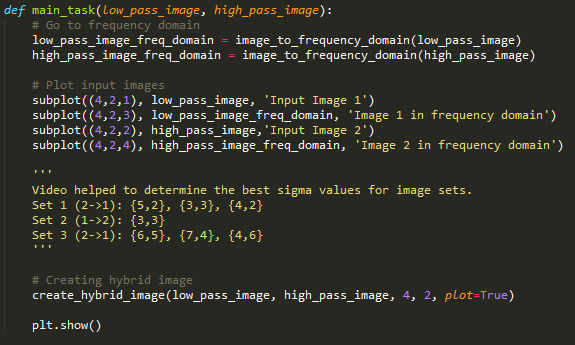 def main_task(low_pass_image, high_pass_image):
# Go to frequency domain
low_pass_image_freq_domain = image_to_frequency_domain(low_pass_image)
high_pass_image_freq_domain = image_to_frequency_domain(high_pass_image)
# Plot input images
subplot((4,2,1), low_pass_image, 'Input Image 1')
subplot((4,2,3), low_pass_image_freq_domain, 'Image 1 in frequency domain')
subplot((4,2,2), high_pass_image,'Input Image 2')
subplot((4,2,4), high_pass_image_freq_domain, 'Image 2 in frequency domain')
'''
Video helped to determine the best sigma values for image sets.
Set 1 (2->1): {5,2}, {3,3}, {4,2}
Set 2 (1->2): {3,3}
Set 3 (2->1): {6,5}, {7,4}, {4,6}
'''
# Creating hybrid image
create_hybrid_image(low_pass_image, high_pass_image, 4, 2, plot=True)
plt.show()